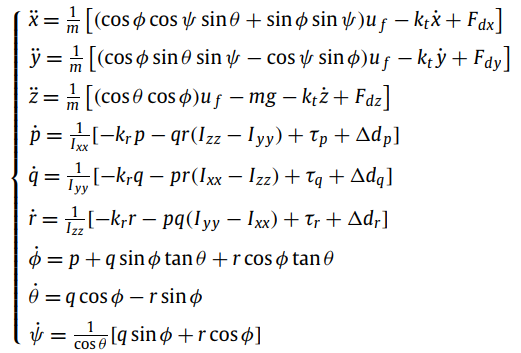 ẍ = 1/m [(cos ϕ cos ψ sin θ + sin ϕ sin ψ)u_f − k_t ẋ + F_dx]
ÿ = 1/m [(cos ϕ sin θ sin ψ − cos ψ sin ϕ)u_f − k_t ẏ + F_dy]
z̈ = 1/m [(cos θ cos ϕ)u_f − mg − k_t ż + F_dz]
ṗ = 1/I_xx [−k_r p − qr(I_zz − I_yy) + τ_p + Δd_p]
q̇ = 1/I_yy [−k_r q − pr(I_xx − I_zz) + τ_q + Δd_q]
ṙ = 1/I_zz [−k_r r − pq(I_yy − I_xx) + τ_r + Δd_r]
ϕ̇ = p + q sin ϕ tan θ + r cos ϕ tan θ
θ̇ = q cos ϕ − r sin ϕ
ψ̇ = 1/cos θ [q sin ϕ + r cos ϕ]